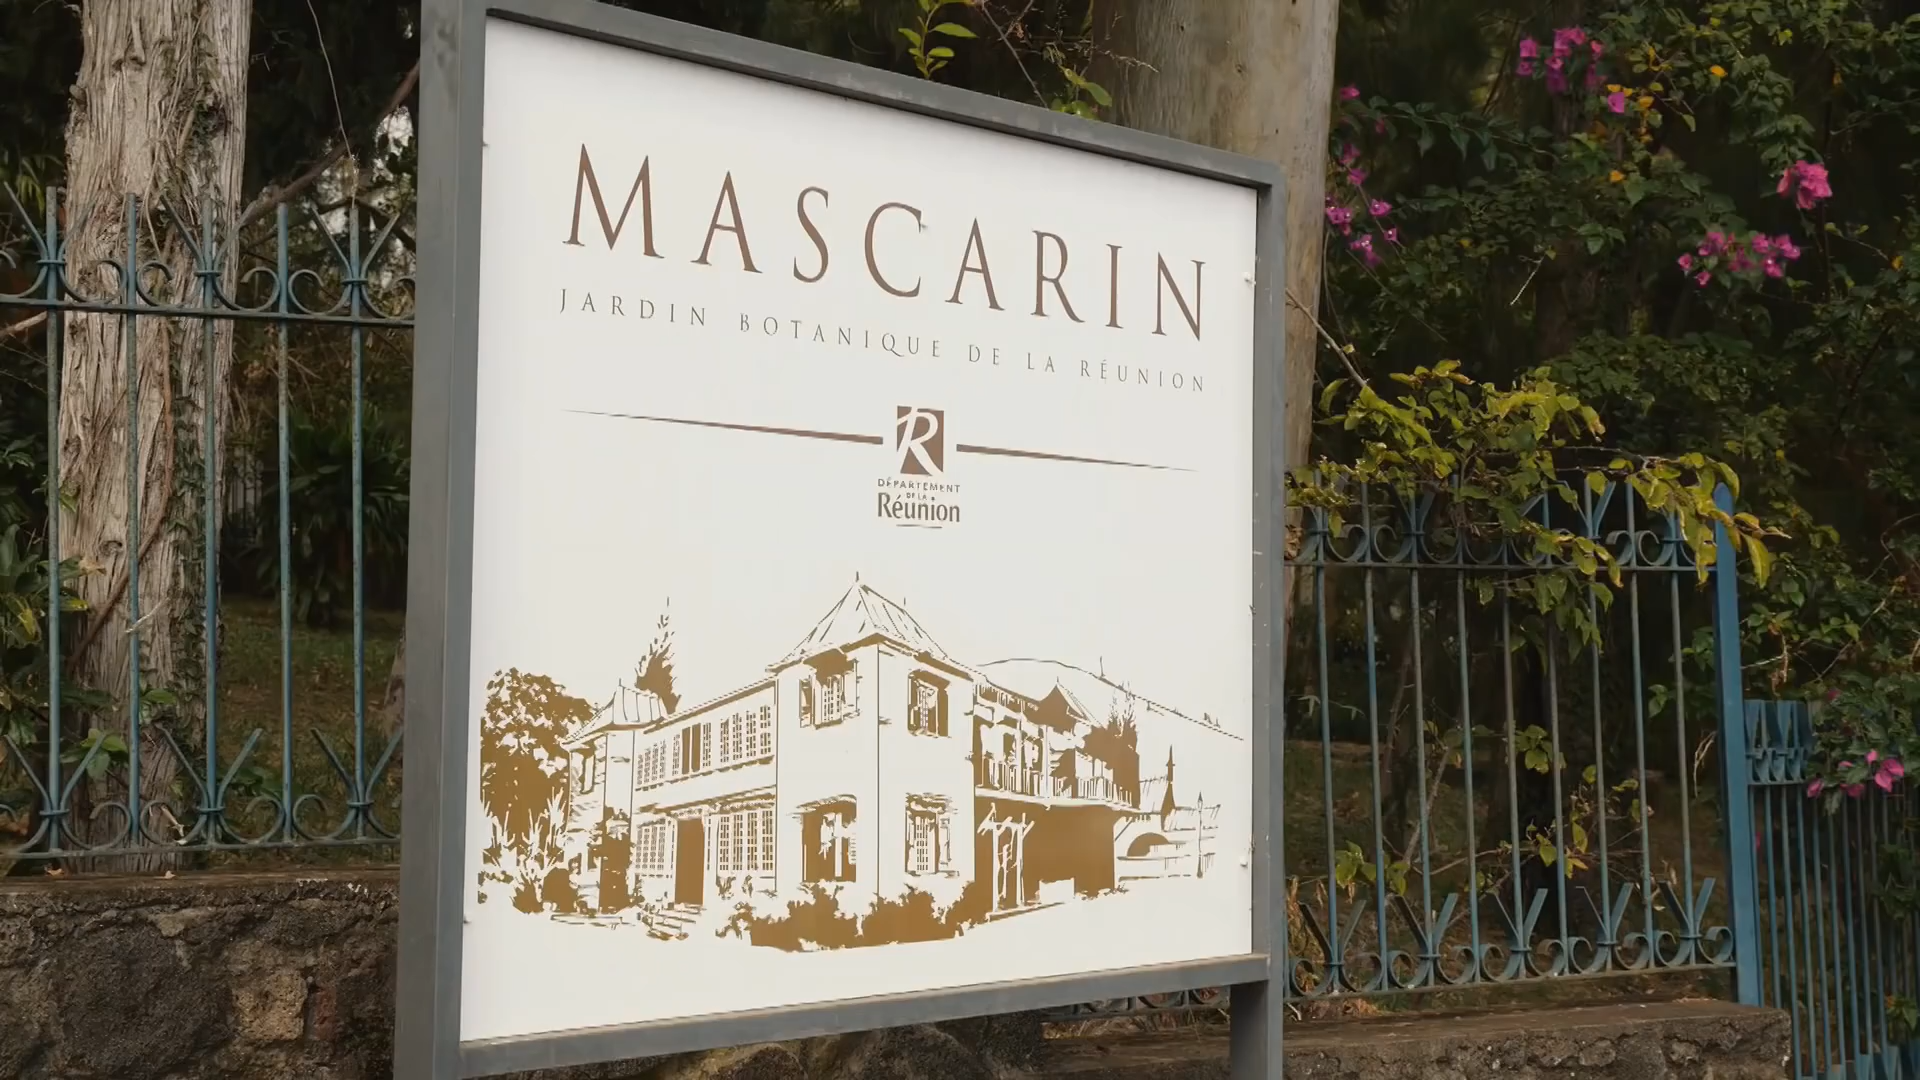 MASCARIN
JARDIN BOTANIQUE DE LA RÉUNION
R
DÉPARTEMENT
DE LA
Réunion